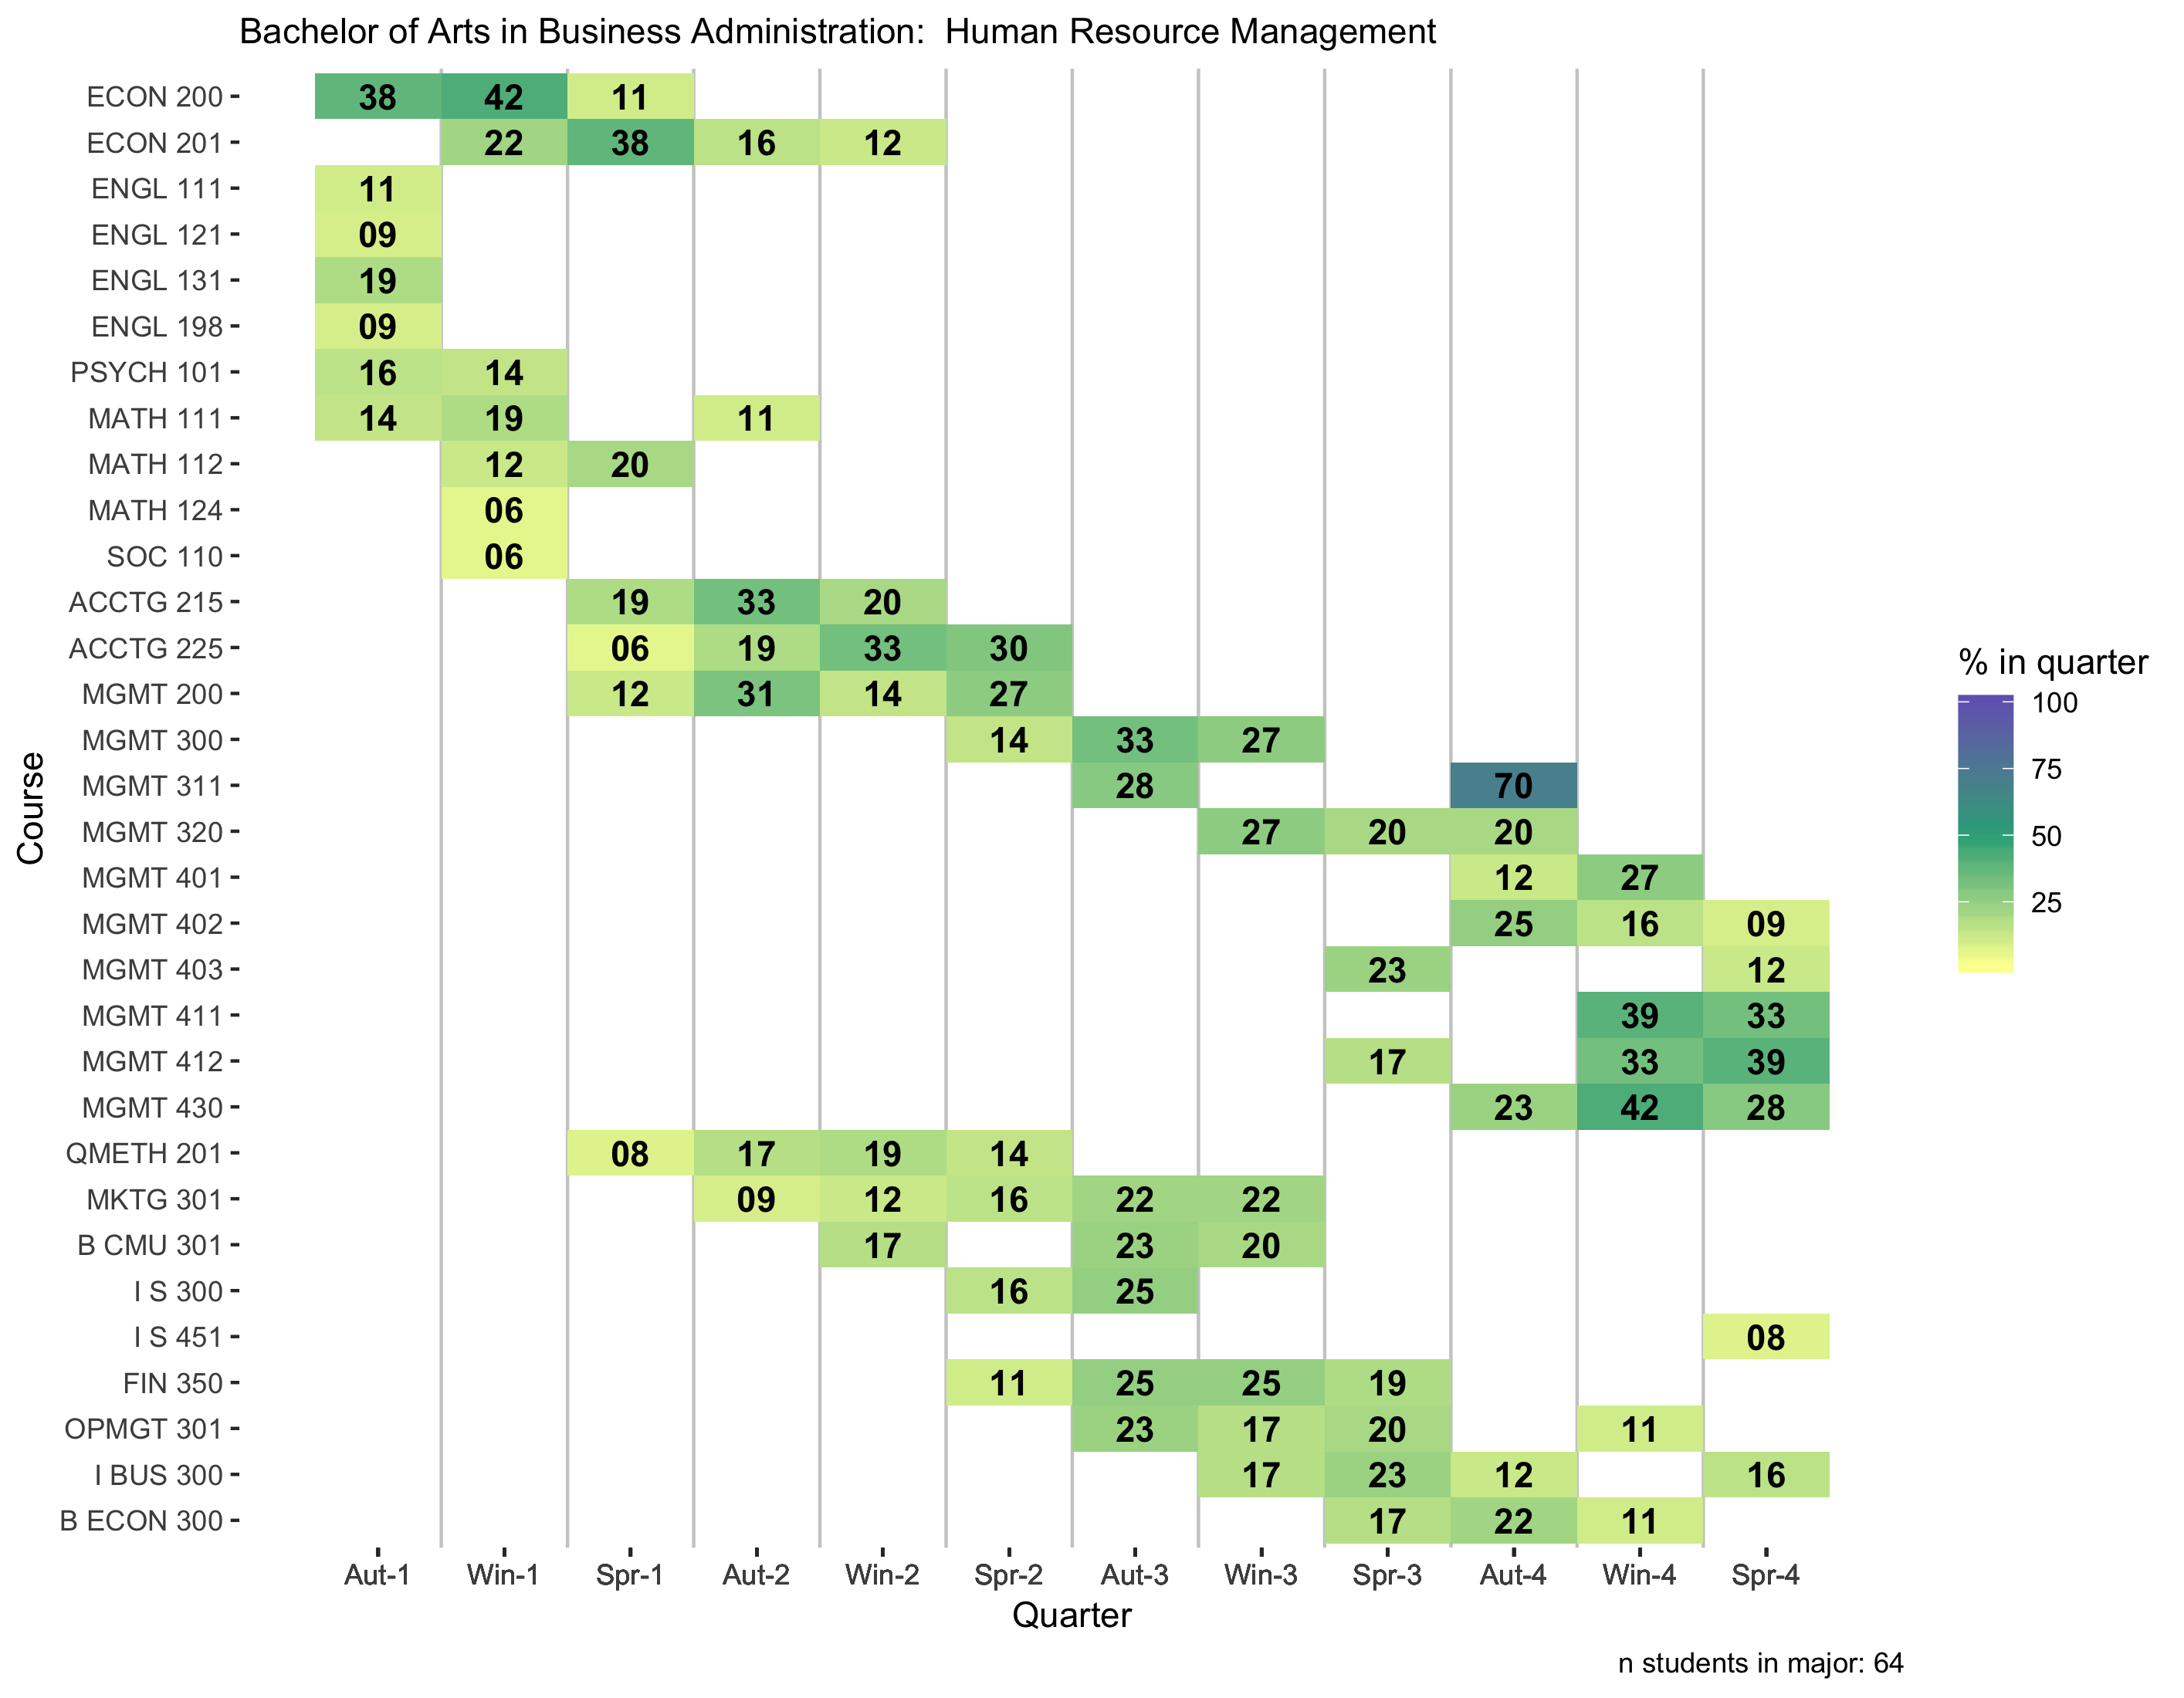 Bachelor of Arts in Business Administration:  Human Resource Management
ECON 200 38 42 11
ECON 201 22 38 16 12
ENGL 111 11
ENGL 121 09
ENGL 131 19
ENGL 198 09
PSYCH 101 16 14
MATH 111 14 19 11
MATH 112 12 20
MATH 124 06
SOC 110 06
ACCTG 215 19 33 20
ACCTG 225 06 19 33 30
MGMT 200 12 31 14 27
MGMT 300 14 33 27
MGMT 311 28 70
MGMT 320 27 20 20
MGMT 401 12 27
MGMT 402 25 16 09
MGMT 403 23 12
MGMT 411 39 33
MGMT 412 17 33 39
MGMT 430 23 42 28
QMETH 201 08 17 19 14
MKTG 301 09 12 16 22 22
B CMU 301 17 23 20
I S 300 16 25
I S 451 08
FIN 350 11 25 25 19
OPMGT 301 23 17 20 11
I BUS 300 17 23 12 16
B ECON 300 17 22 11
Aut-1 Win-1 Spr-1 Aut-2 Win-2 Spr-2 Aut-3 Win-3 Spr-3 Aut-4 Win-4 Spr-4
Quarter
Course
% in quarter
100
75
50
25
n students in major: 64